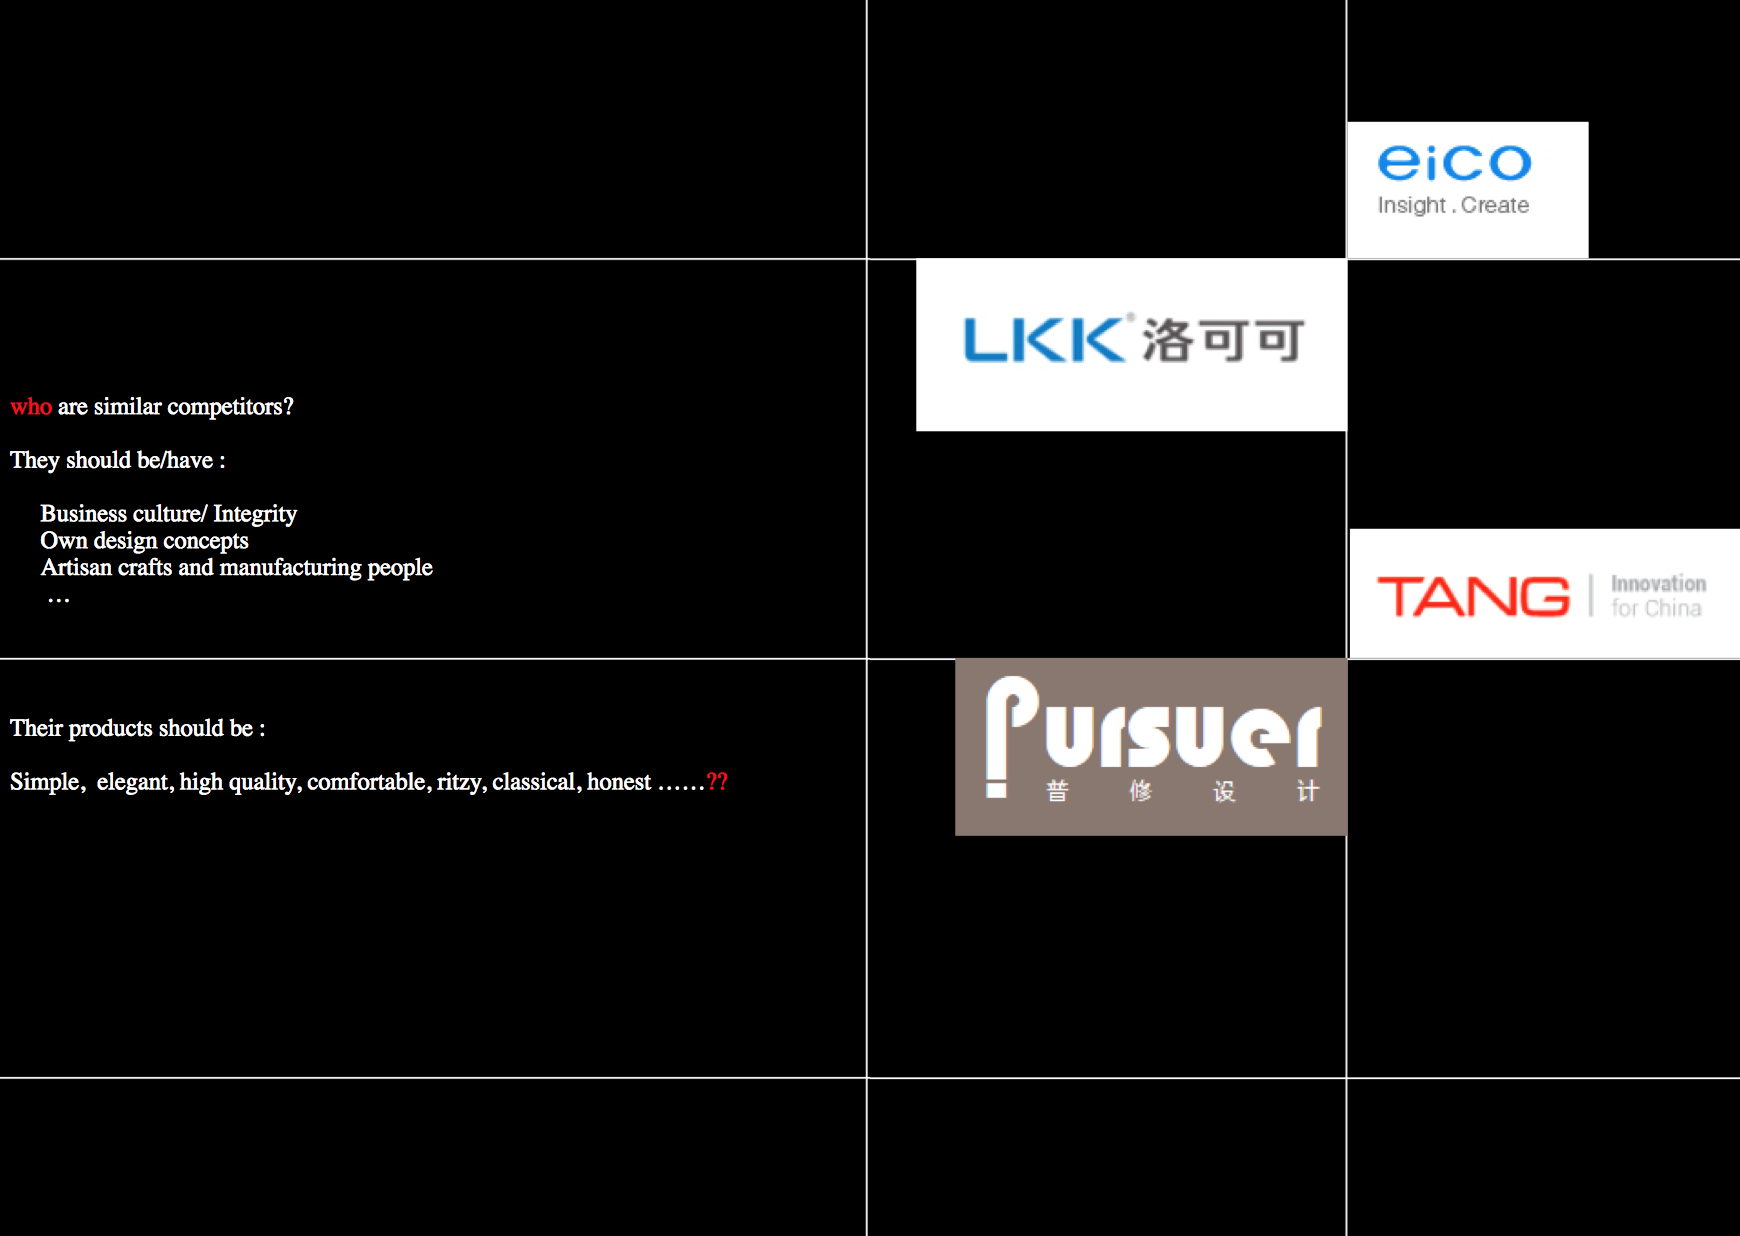 eico
Insight . Create
LKK® 洛可可
who are similar competitors?
They should be/have :
Business culture/ Integrity
Own design concepts
Artisan crafts and manufacturing people
...
TANG | Innovation
for China
Pursuer
普 修 设 计
Their products should be :
Simple,  elegant, high quality, comfortable, ritzy, classical, honest ......??